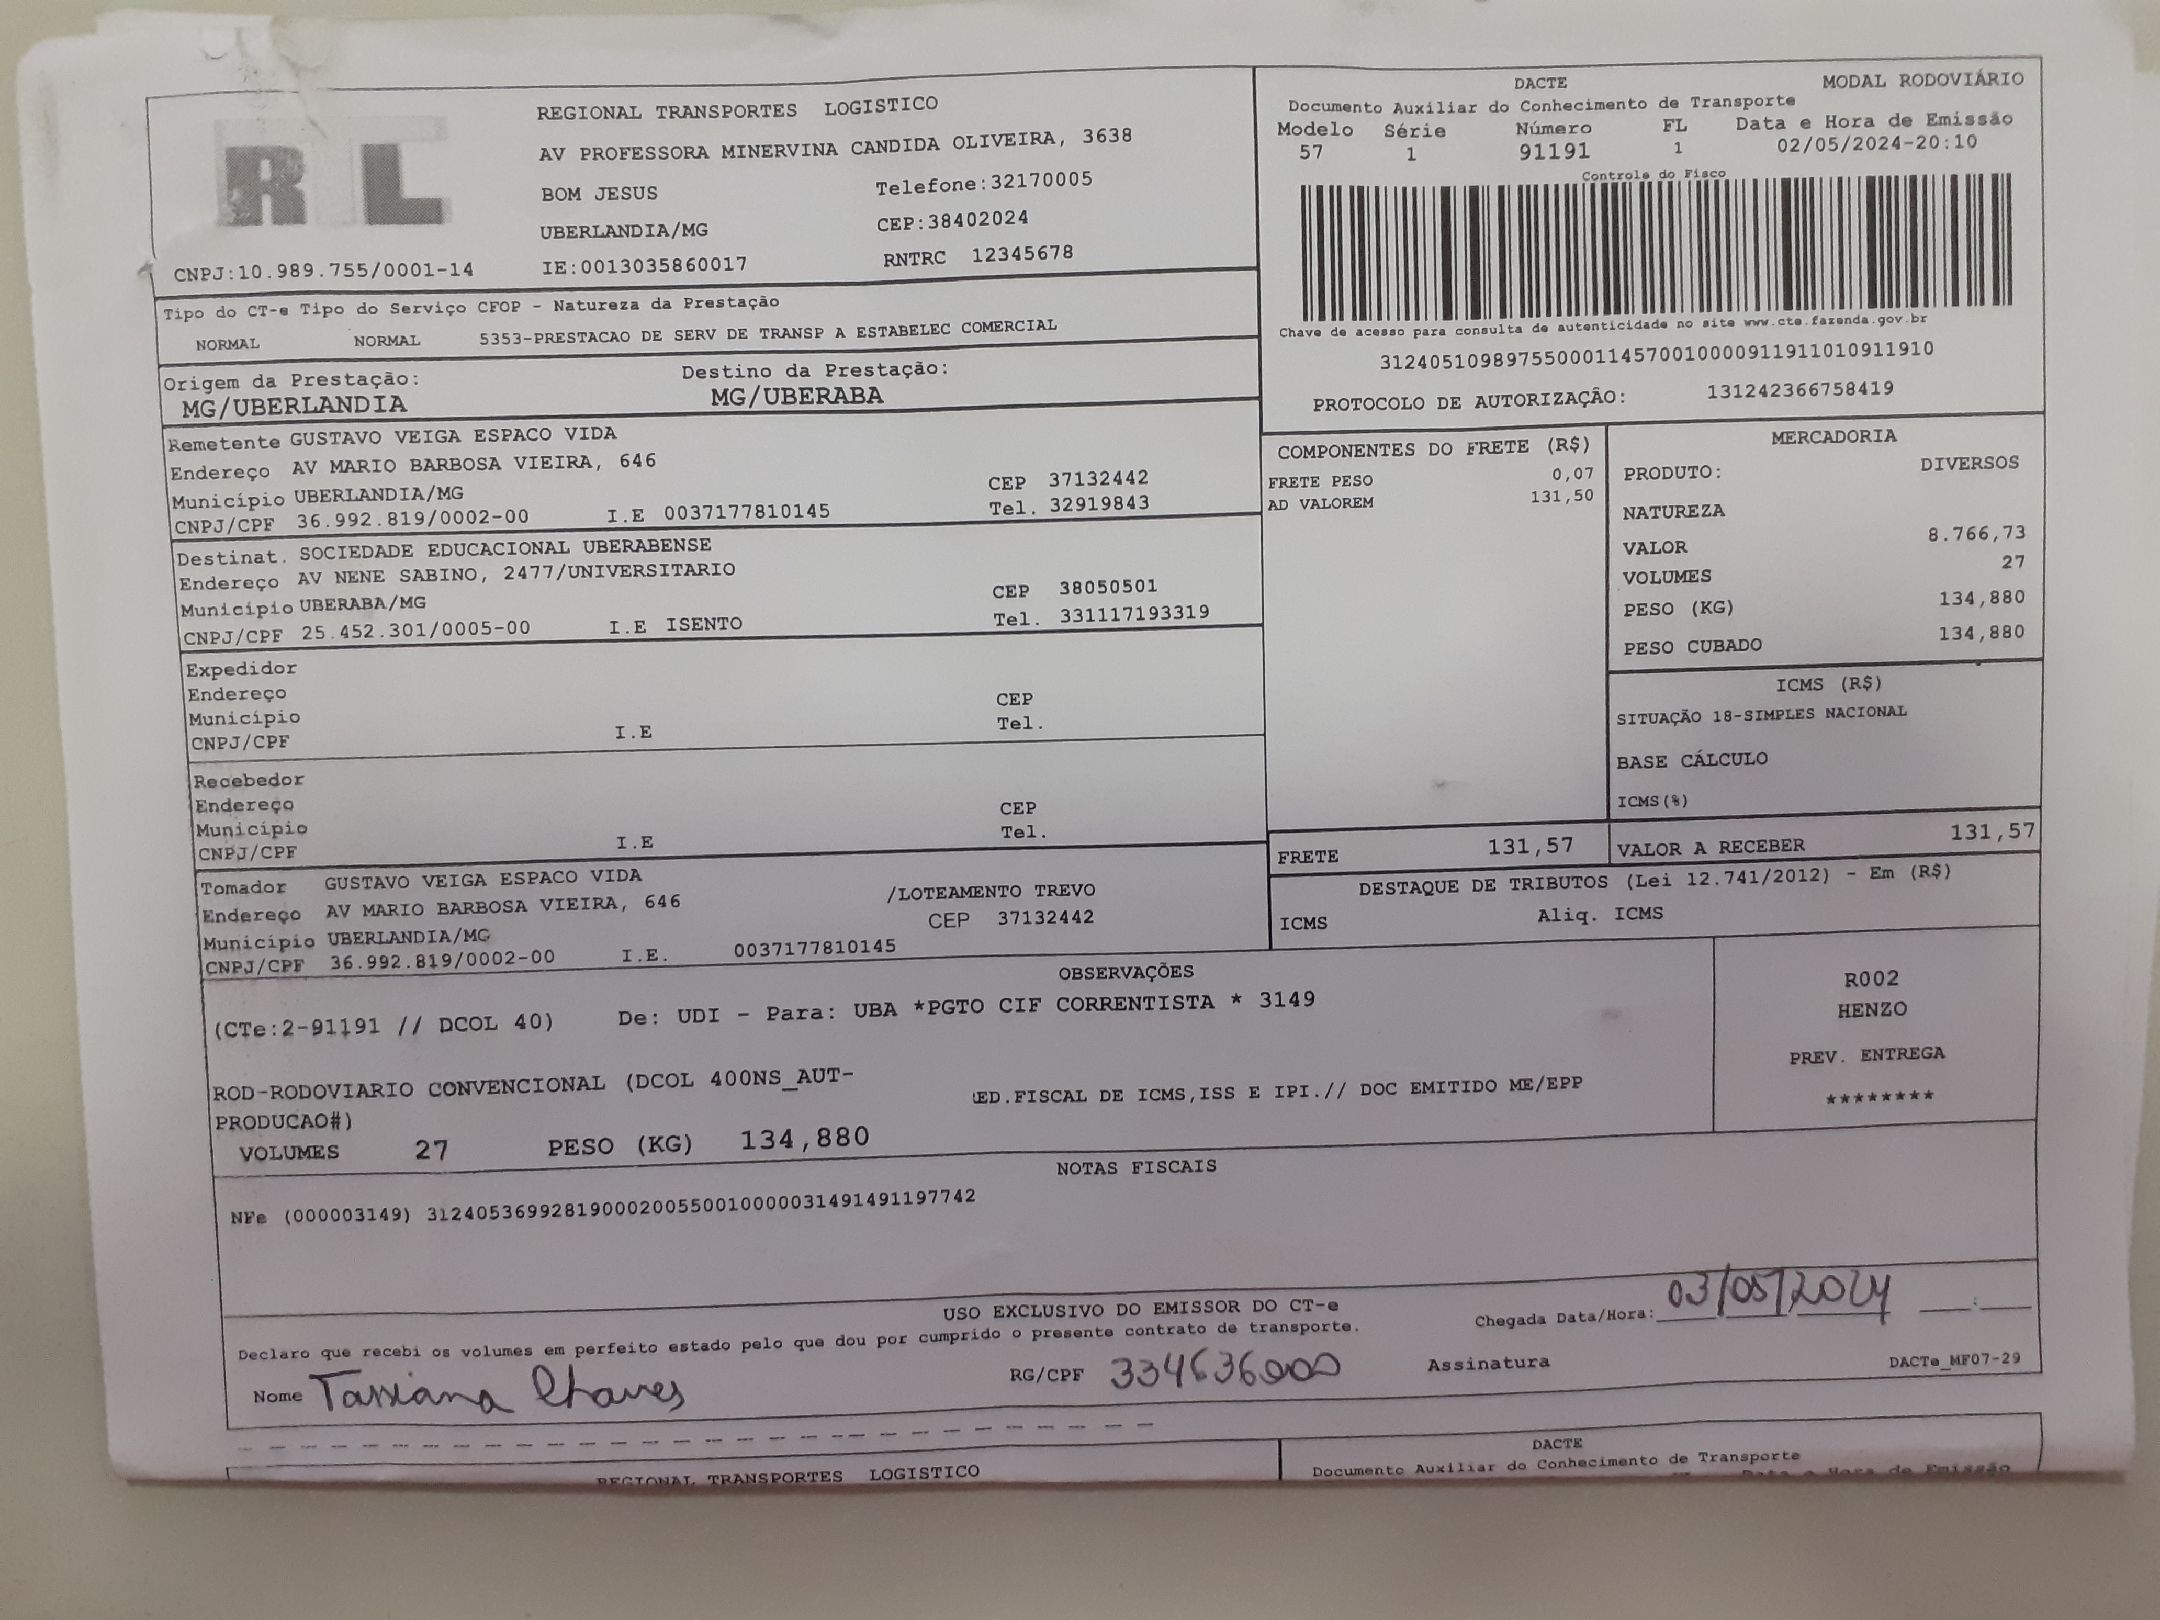 RTL
REGIONAL TRANSPORTES LOGISTICO
AV PROFESSORA MINERVINA CANDIDA OLIVEIRA, 3638
BOM JESUS Telefone:32170005
UBERLANDIA/MG CEP:38402024
CNPJ:10.989.755/0001-14 IE:0013035860017 RNTRC 12345678
DACTE MODAL RODOVIÁRIO
Documento Auxiliar do Conhecimento de Transporte
Modelo Série Número FL Data e Hora de Emissão
57 1 91191 1 02/05/2024-20:10
Controle do Fisco
Chave de acesso para consulta de autenticidade no site www.cte.fazenda.gov.br
31240510989755000114570010000911911010911910
PROTOCOLO DE AUTORIZAÇÃO: 131242366758419
Tipo do CT-e Tipo do Serviço CFOP - Natureza da Prestação
NORMAL NORMAL 5353-PRESTACAO DE SERV DE TRANSP A ESTABELEC COMERCIAL
Origem da Prestação: Destino da Prestação:
MG/UBERLANDIA MG/UBERABA
Remetente GUSTAVO VEIGA ESPACO VIDA
Endereço AV MARIO BARBOSA VIEIRA, 646
Município UBERLANDIA/MG CEP 37132442
CNPJ/CPF 36.992.819/0002-00 I.E 0037177810145 Tel. 32919843
Destinat. SOCIEDADE EDUCACIONAL UBERABENSE
Endereço AV NENE SABINO, 2477/UNIVERSITARIO
Município UBERABA/MG CEP 38050501
CNPJ/CPF 25.452.301/0005-00 I.E ISENTO Tel. 331117193319
Expedidor
Endereço
Município CEP
CNPJ/CPF I.E Tel.
Recebedor
Endereço
Município CEP
CNPJ/CPF I.E Tel.
Tomador GUSTAVO VEIGA ESPACO VIDA
Endereço AV MARIO BARBOSA VIEIRA, 646 /LOTEAMENTO TREVO
Município UBERLANDIA/MG CEP 37132442
CNPJ/CPF 36.992.819/0002-00 I.E. 0037177810145
COMPONENTES DO FRETE (R$)
FRETE PESO 0,07
AD VALOREM 131,50
MERCADORIA
PRODUTO: DIVERSOS
NATUREZA
VALOR 8.766,73
VOLUMES 27
PESO (KG) 134,880
PESO CUBADO 134,880
ICMS (R$)
SITUAÇÃO 18-SIMPLES NACIONAL
BASE CÁLCULO
ICMS(%)
FRETE 131,57 VALOR A RECEBER 131,57
DESTAQUE DE TRIBUTOS (Lei 12.741/2012) - Em (R$)
ICMS Aliq. ICMS
OBSERVAÇÕES
(CTe:2-91191 // DCOL 40) De: UDI - Para: UBA *PGTO CIF CORRENTISTA * 3149
ROD-RODOVIARIO CONVENCIONAL (DCOL 400NS_AUT-
PRODUCAO#)
ED.FISCAL DE ICMS,ISS E IPI.// DOC EMITIDO ME/EPP
VOLUMES 27 PESO (KG) 134,880
R002
HENZO
PREV. ENTREGA
********
NOTAS FISCAIS
NFe (000003149) 31240536992819000200550010000031491491197742
USO EXCLUSIVO DO EMISSOR DO CT-e
Declaro que recebi os volumes em perfeito estado pelo que dou por cumprido o presente contrato de transporte.
Chegada Data/Hora: 03/05/2024 __:__
Nome Tassiana Chaves RG/CPF 334636000 Assinatura DACTe_MF07-29
REGIONAL TRANSPORTES LOGISTICO
DACTE
Documento Auxiliar do Conhecimento de Transporte
Data e Hora de Emissão